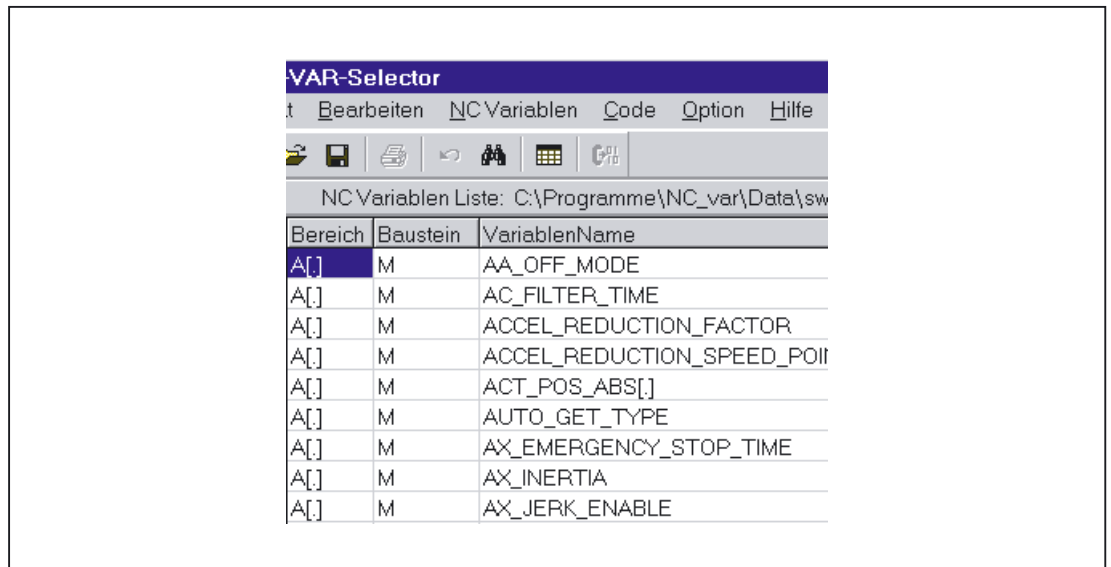 -VAR-Selector
t Bearbeiten NC Variablen Code Option Hilfe
NC Variablen Liste: C:\Programme\NC_var\Data\sw
Bereich Baustein VariablenName
A[.] M AA_OFF_MODE
A[.] M AC_FILTER_TIME
A[.] M ACCEL_REDUCTION_FACTOR
A[.] M ACCEL_REDUCTION_SPEED_POI
A[.] M ACT_POS_ABS[.]
A[.] M AUTO_GET_TYPE
A[.] M AX_EMERGENCY_STOP_TIME
A[.] M AX_INERTIA
A[.] M AX_JERK_ENABLE